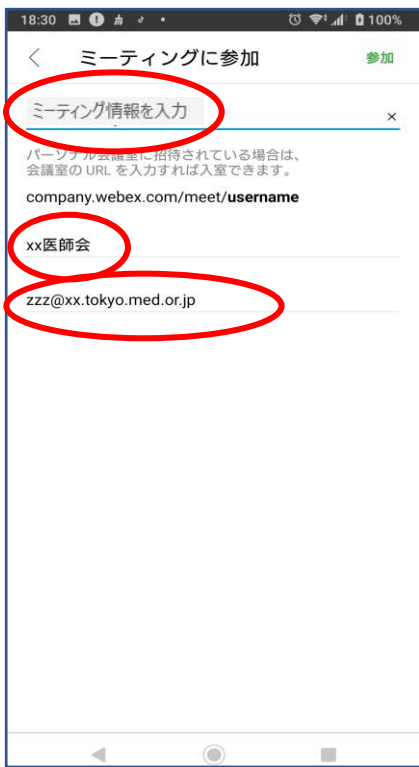 18:30 100%
ミーティングに参加 参加
ミーティング情報を入力 ×
パーソナル会議室に招待されている場合は、
会議室の URL を入力すれば入室できます。
company.webex.com/meet/username
xx医師会
zzz@xx.tokyo.med.or.jp